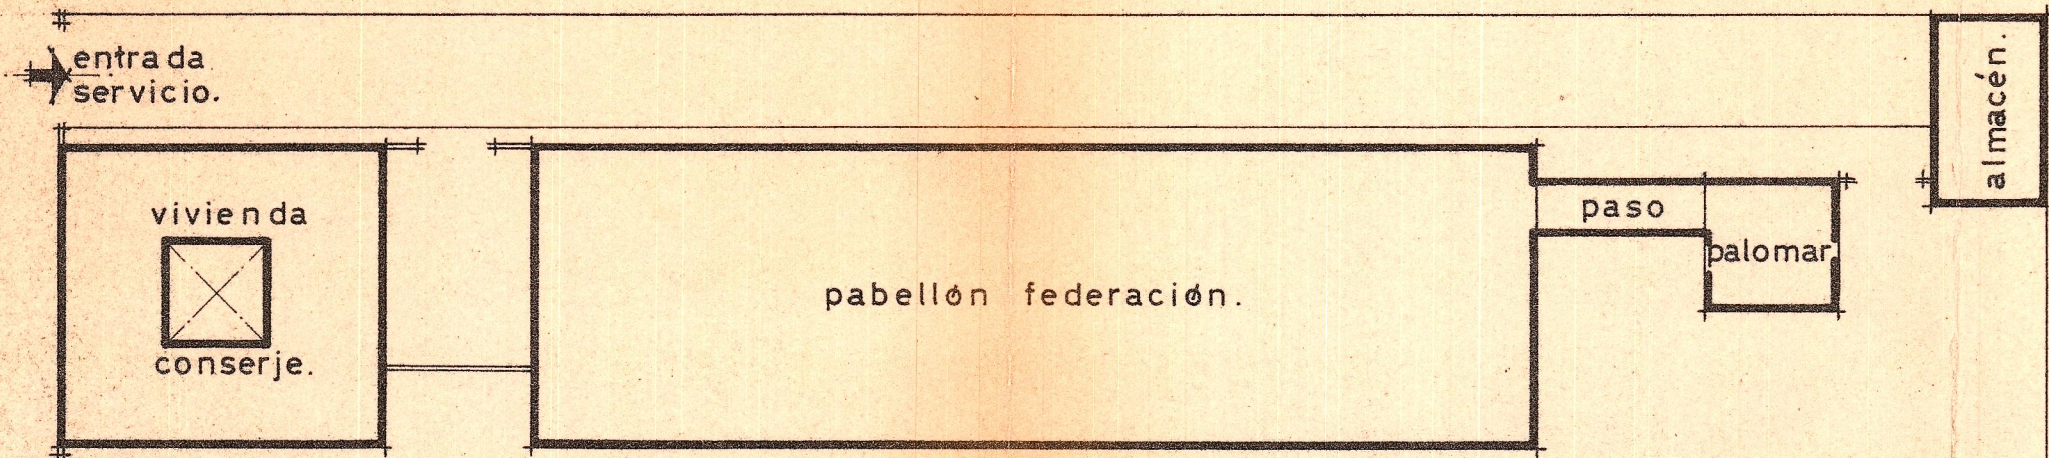 entrada
servicio.
vivienda
conserje.
pabellón federación.
paso
palomar.
almacén.